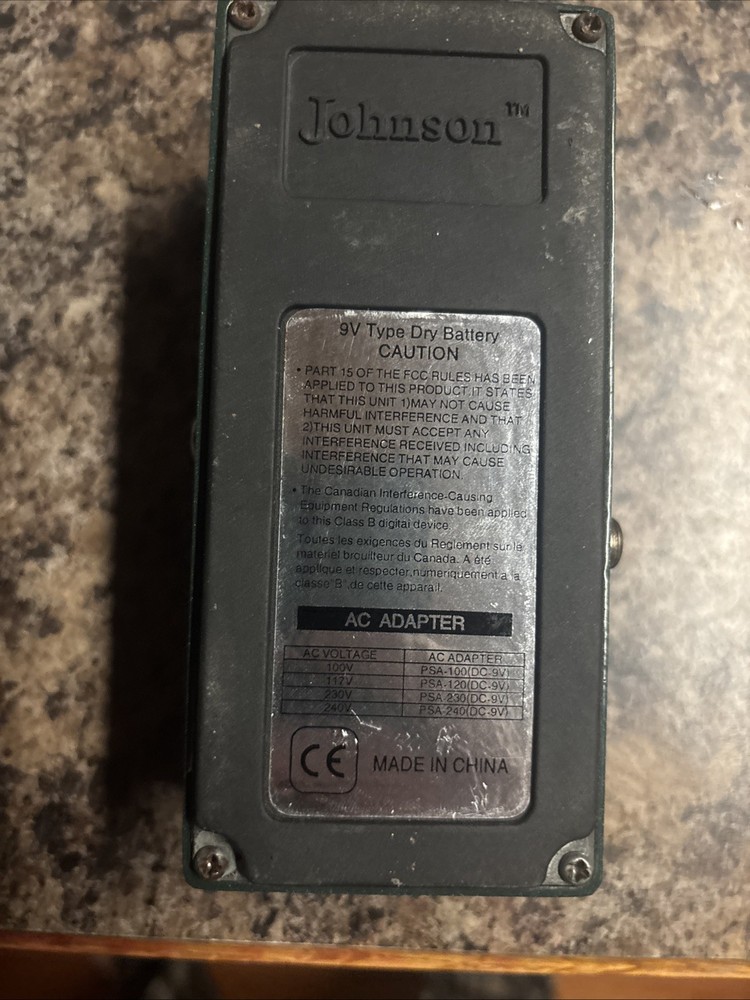 Johnson™
9V Type Dry Battery
CAUTION
• PART 15 OF THE FCC RULES HAS BEEN
APPLIED TO THIS PRODUCT.IT STATES
THAT THIS UNIT 1)MAY NOT CAUSE
HARMFUL INTERFERENCE AND THAT
2)THIS UNIT MUST ACCEPT ANY
INTERFERENCE RECEIVED INCLUDING
INTERFERENCE THAT MAY CAUSE
UNDESIRABLE OPERATION.
• The Canadian Interference-Causing
Equipment Regulations have been applied
to this Class B digital device.
Toutes les exigences du Reglement sur le
materiel brouilteur du Canada. A été
applique et respecter,numeriquement a la
classe"B",de cette apparail.
AC ADAPTER
AC VOLTAGE AC ADAPTER
100V PSA-100(DC-9V)
117V PSA-120(DC-9V)
230V PSA-230(DC-9V)
240V PSA-240(DC-9V)
CE MADE IN CHINA